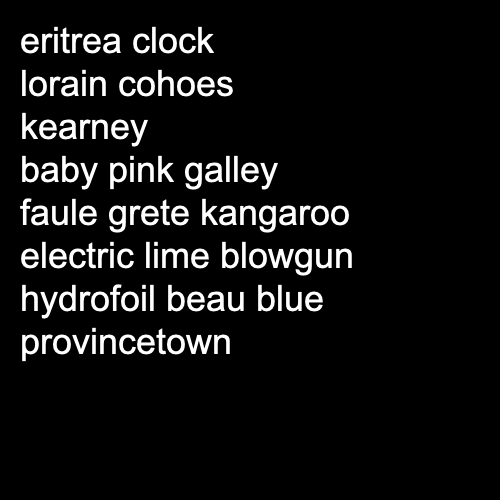 eritrea clock
lorain cohoes
kearney
baby pink galley
faule grete kangaroo
electric lime blowgun
hydrofoil beau blue
provincetown